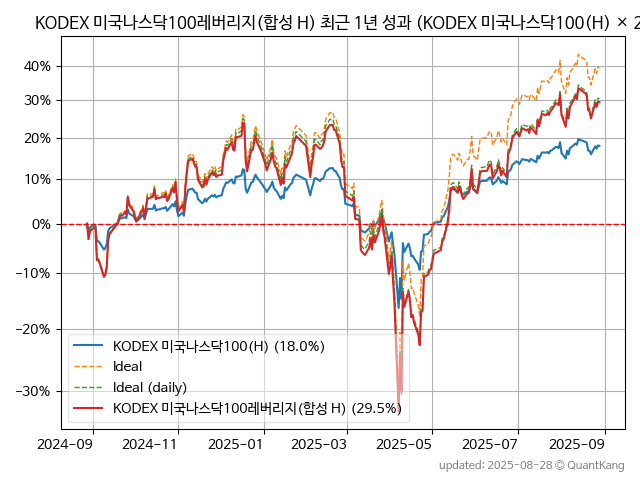 KODEX 미국나스닥100레버리지(합성 H) 최근 1년 성과 (KODEX 미국나스닥100(H) × 2
40%
30%
20%
10%
0%
−10%
−20%
−30%
KODEX 미국나스닥100(H) (18.0%)
Ideal
Ideal (daily)
KODEX 미국나스닥100레버리지(합성 H) (29.5%)
2024-09
2024-11
2025-01
2025-03
2025-05
2025-07
2025-09
updated: 2025-08-28 © QuantKang